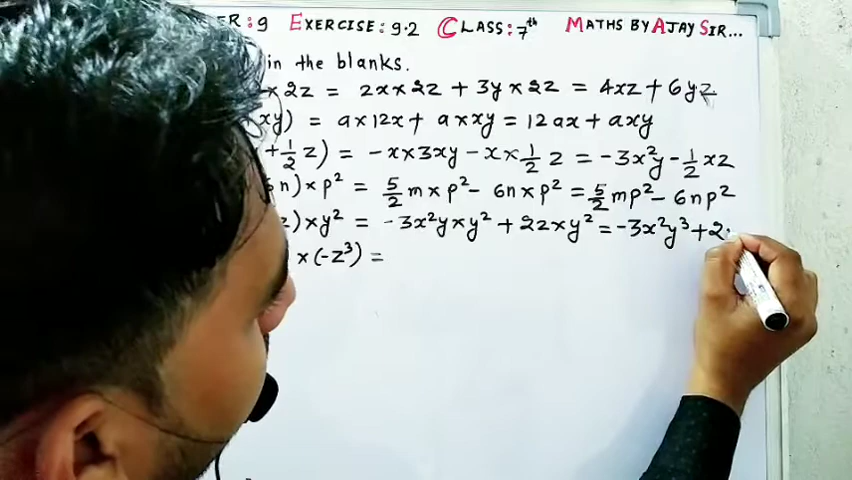 ER:9 EXERCISE:9.2 CLASS:7th MATHS BY AJAY SIR...
in the blanks.
×2z = 2x×2z + 3y×2z = 4xz + 6yz
xy) = a×12x + a×xy = 12ax + axy
+1/2 z) = -x×3xy - x×1/2 z = -3x²y - 1/2 xz
6n)×p² = 5/2 m×p² - 6n×p² = 5/2 mp² - 6np²
z)×y² = -3x²y×y² + 2z×y² = -3x²y³ + 2
×(-z³) =